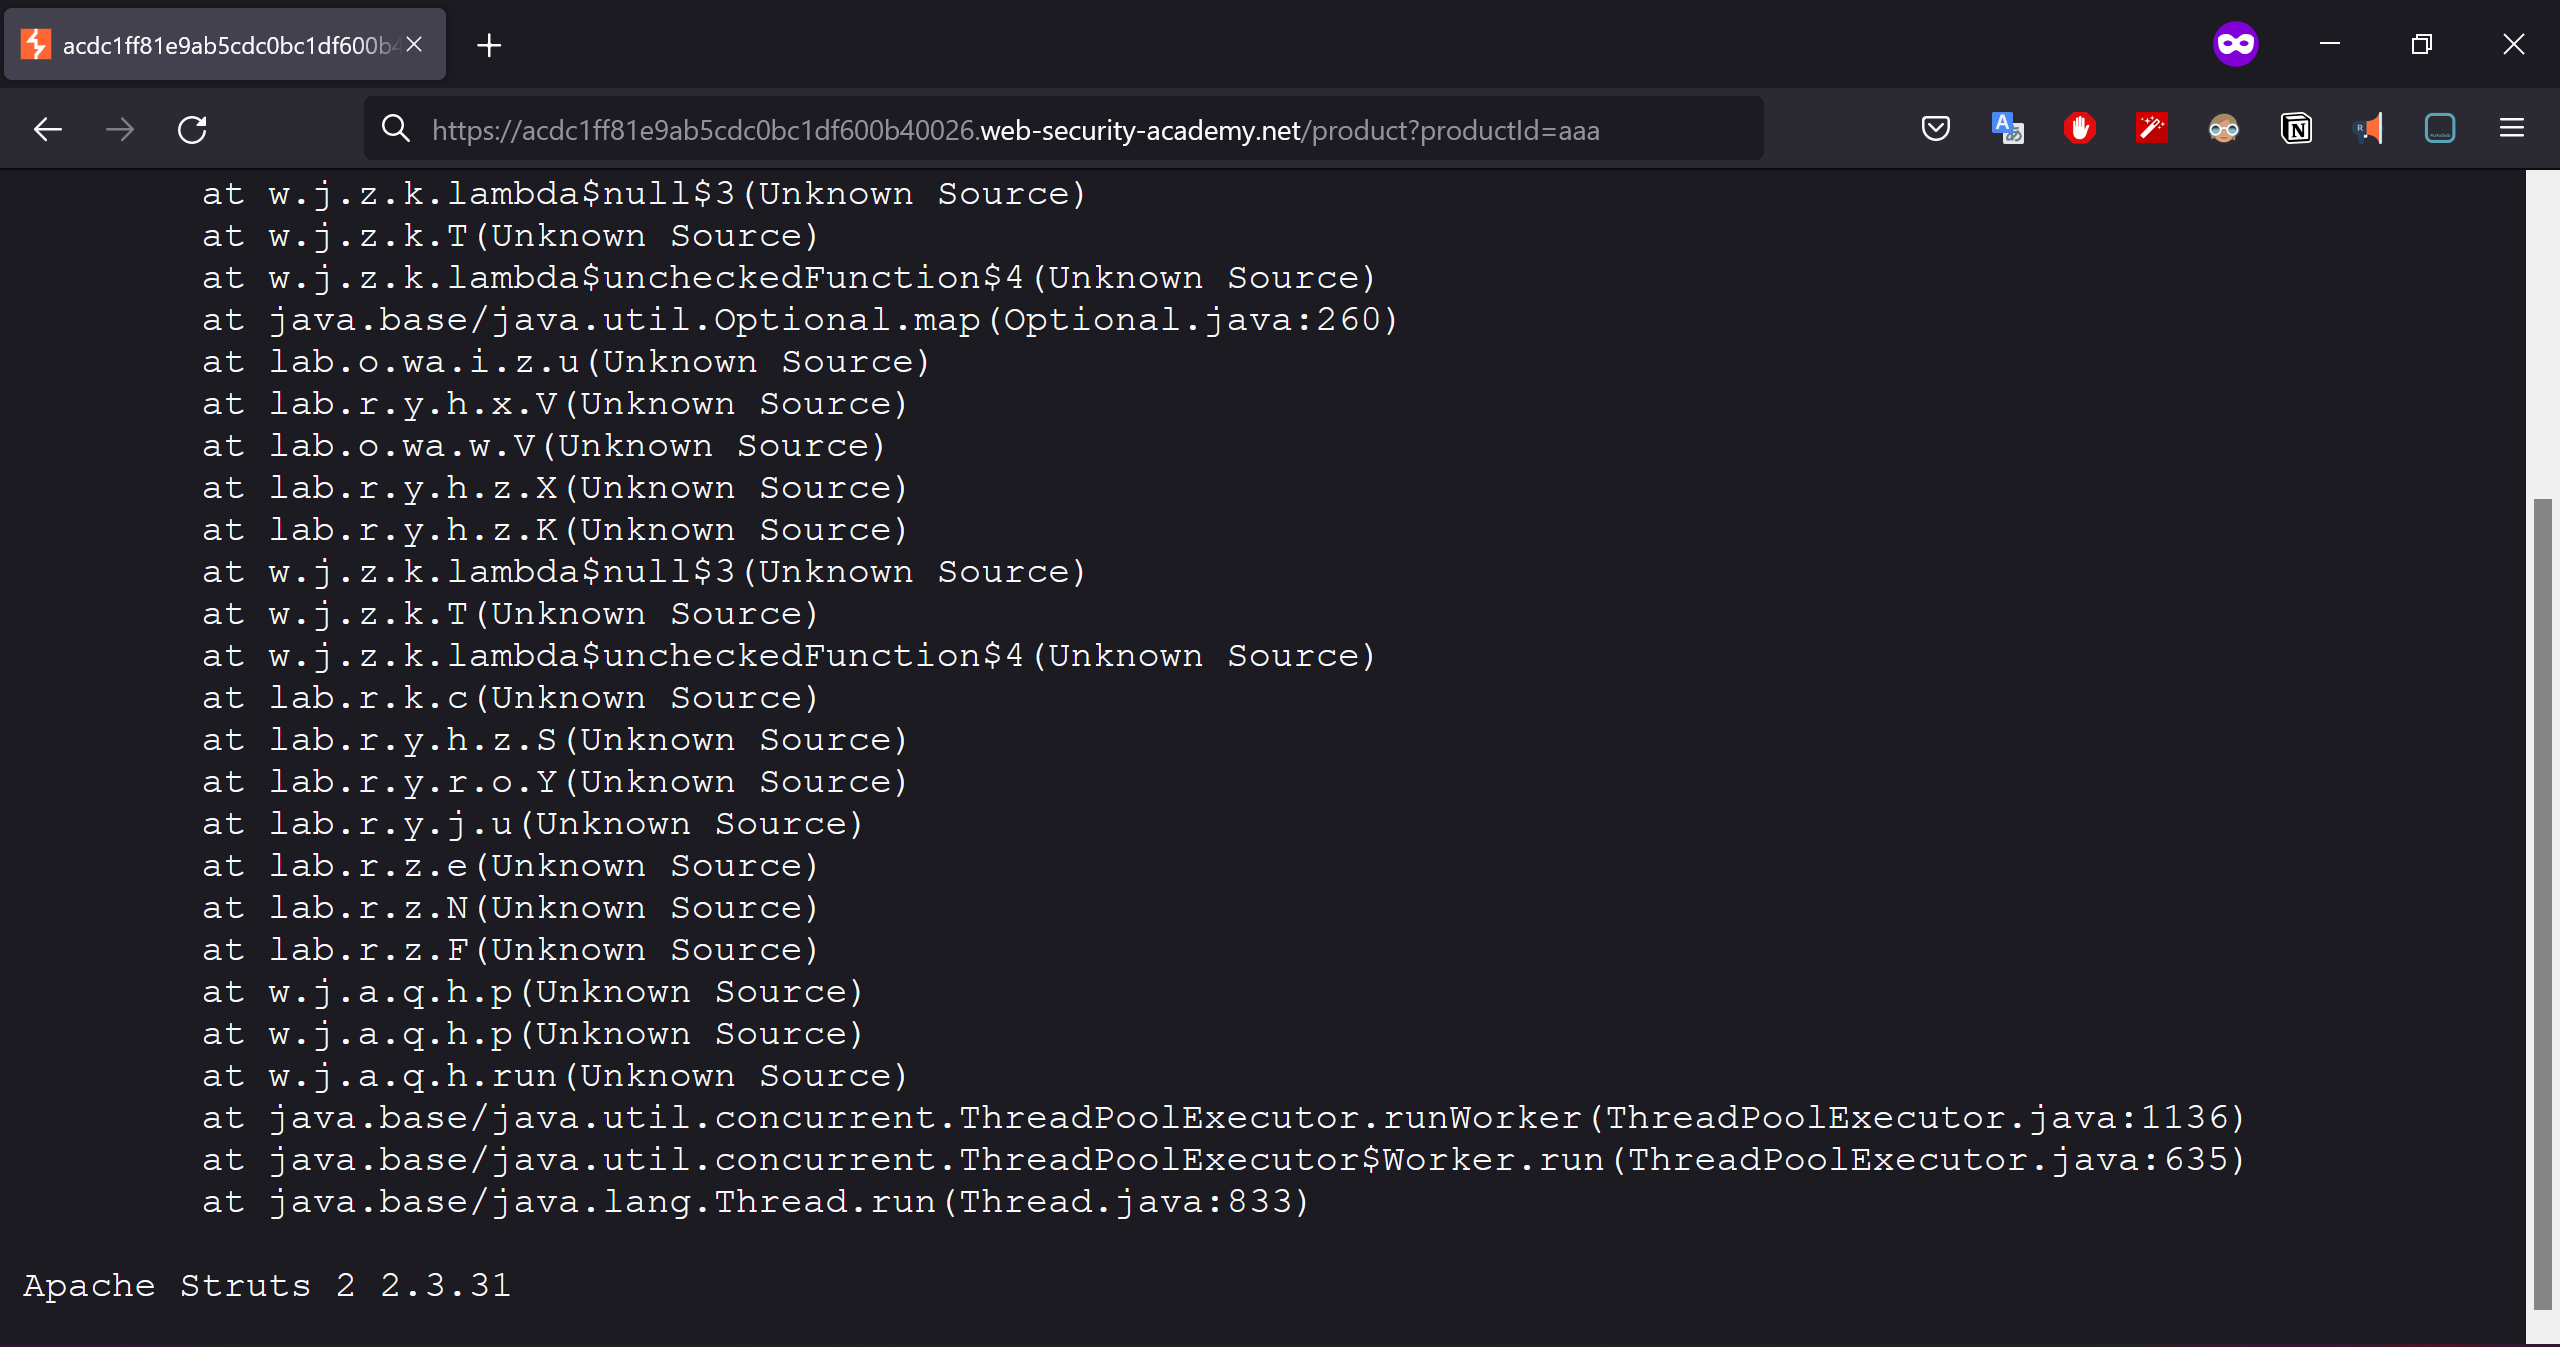 acdc1ff81e9ab5cdc0bc1df600b4
https://acdc1ff81e9ab5cdc0bc1df600b40026.web-security-academy.net/product?productId=aaa
at w.j.z.k.lambda$null$3(Unknown Source)
at w.j.z.k.T(Unknown Source)
at w.j.z.k.lambda$uncheckedFunction$4(Unknown Source)
at java.base/java.util.Optional.map(Optional.java:260)
at lab.o.wa.i.z.u(Unknown Source)
at lab.r.y.h.x.V(Unknown Source)
at lab.o.wa.w.V(Unknown Source)
at lab.r.y.h.z.X(Unknown Source)
at lab.r.y.h.z.K(Unknown Source)
at w.j.z.k.lambda$null$3(Unknown Source)
at w.j.z.k.T(Unknown Source)
at w.j.z.k.lambda$uncheckedFunction$4(Unknown Source)
at lab.r.k.c(Unknown Source)
at lab.r.y.h.z.S(Unknown Source)
at lab.r.y.r.o.Y(Unknown Source)
at lab.r.y.j.u(Unknown Source)
at lab.r.z.e(Unknown Source)
at lab.r.z.N(Unknown Source)
at lab.r.z.F(Unknown Source)
at w.j.a.q.h.p(Unknown Source)
at w.j.a.q.h.p(Unknown Source)
at w.j.a.q.h.run(Unknown Source)
at java.base/java.util.concurrent.ThreadPoolExecutor.runWorker(ThreadPoolExecutor.java:1136)
at java.base/java.util.concurrent.ThreadPoolExecutor$Worker.run(ThreadPoolExecutor.java:635)
at java.base/java.lang.Thread.run(Thread.java:833)
Apache Struts 2 2.3.31